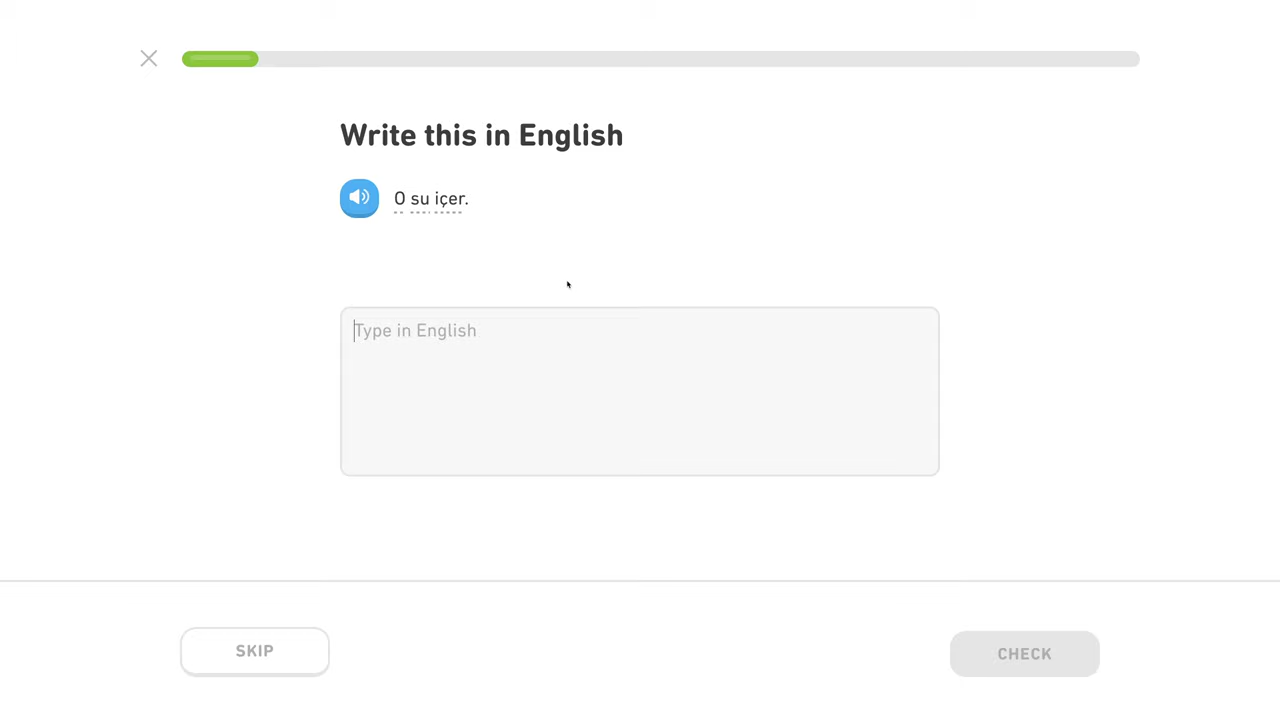 Write this in English
O su içer.
Type in English
SKIP
CHECK